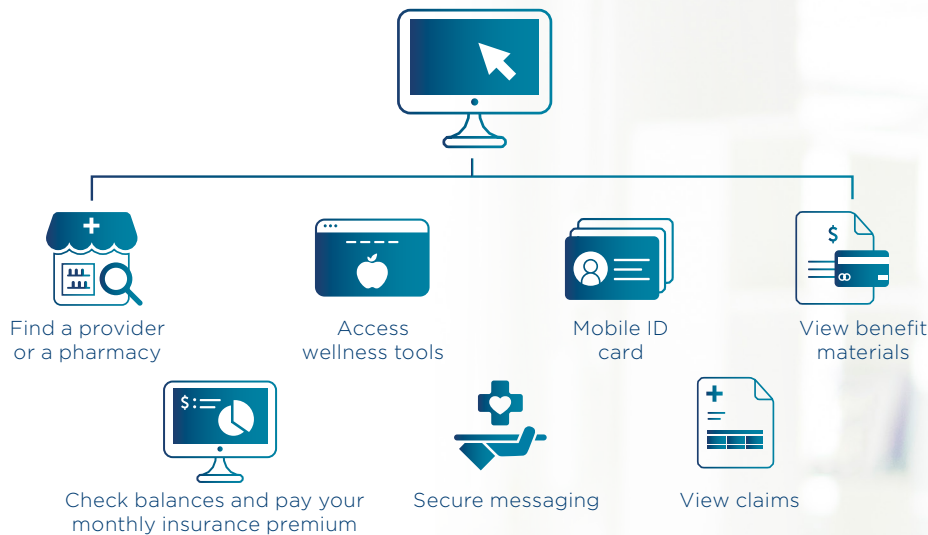 Find a provider
or a pharmacy
Access
wellness tools
Mobile ID
card
$
View benefit
materials
$:
Check balances and pay your
monthly insurance premium
Secure messaging
View claims